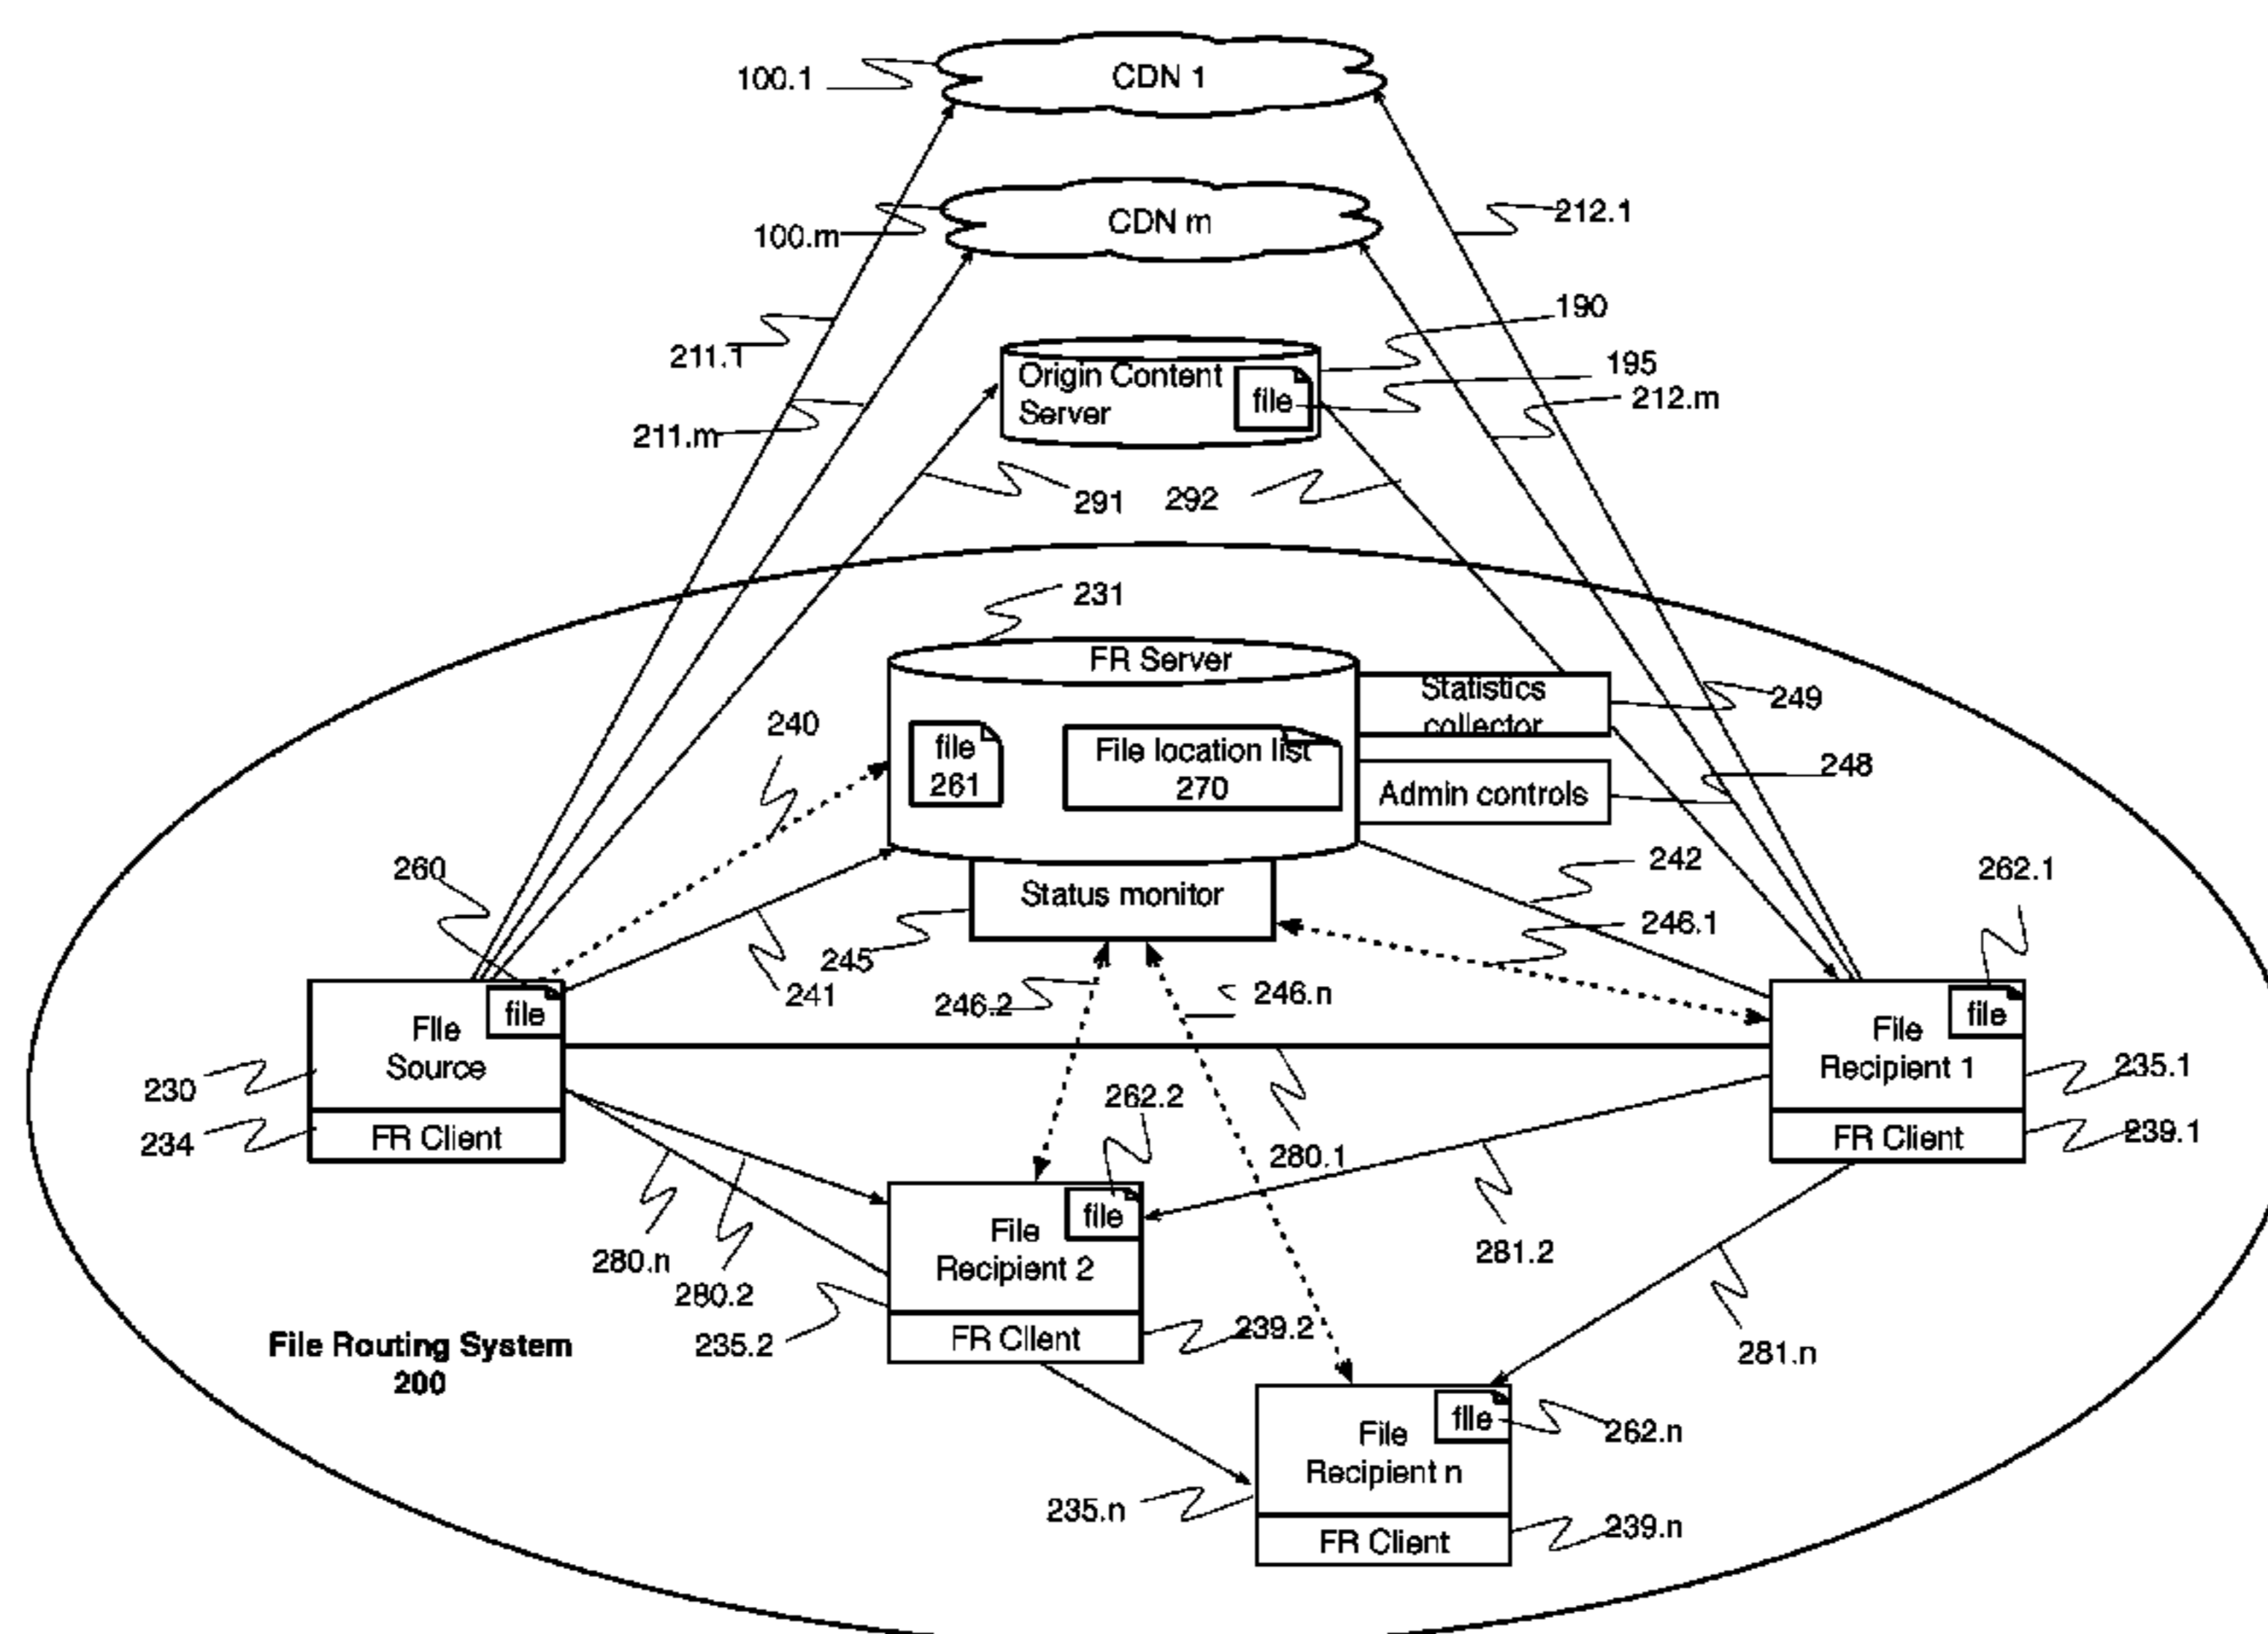 100.1
CDN 1
100.m
CDN m
212.1
190
211.1
Origin Content
Server
file
195
212.m
211.m
291
292
231
FR Server
240
Statistics
collector
249
file
261
File location list
270
Admin controls
248
260
Status monitor
242
262.1
246.1
245
241
246.2
246.n
file
File
Source
230
FR Client
234
file
File
Recipient 1
235.1
FR Client
239.1
262.2
280.1
280.n
280.2
file
File
Recipient 2
281.2
235.2
FR Client
239.2
281.n
File Routing System
200
file
File
Recipient n
262.n
235.n
FR Client
239.n